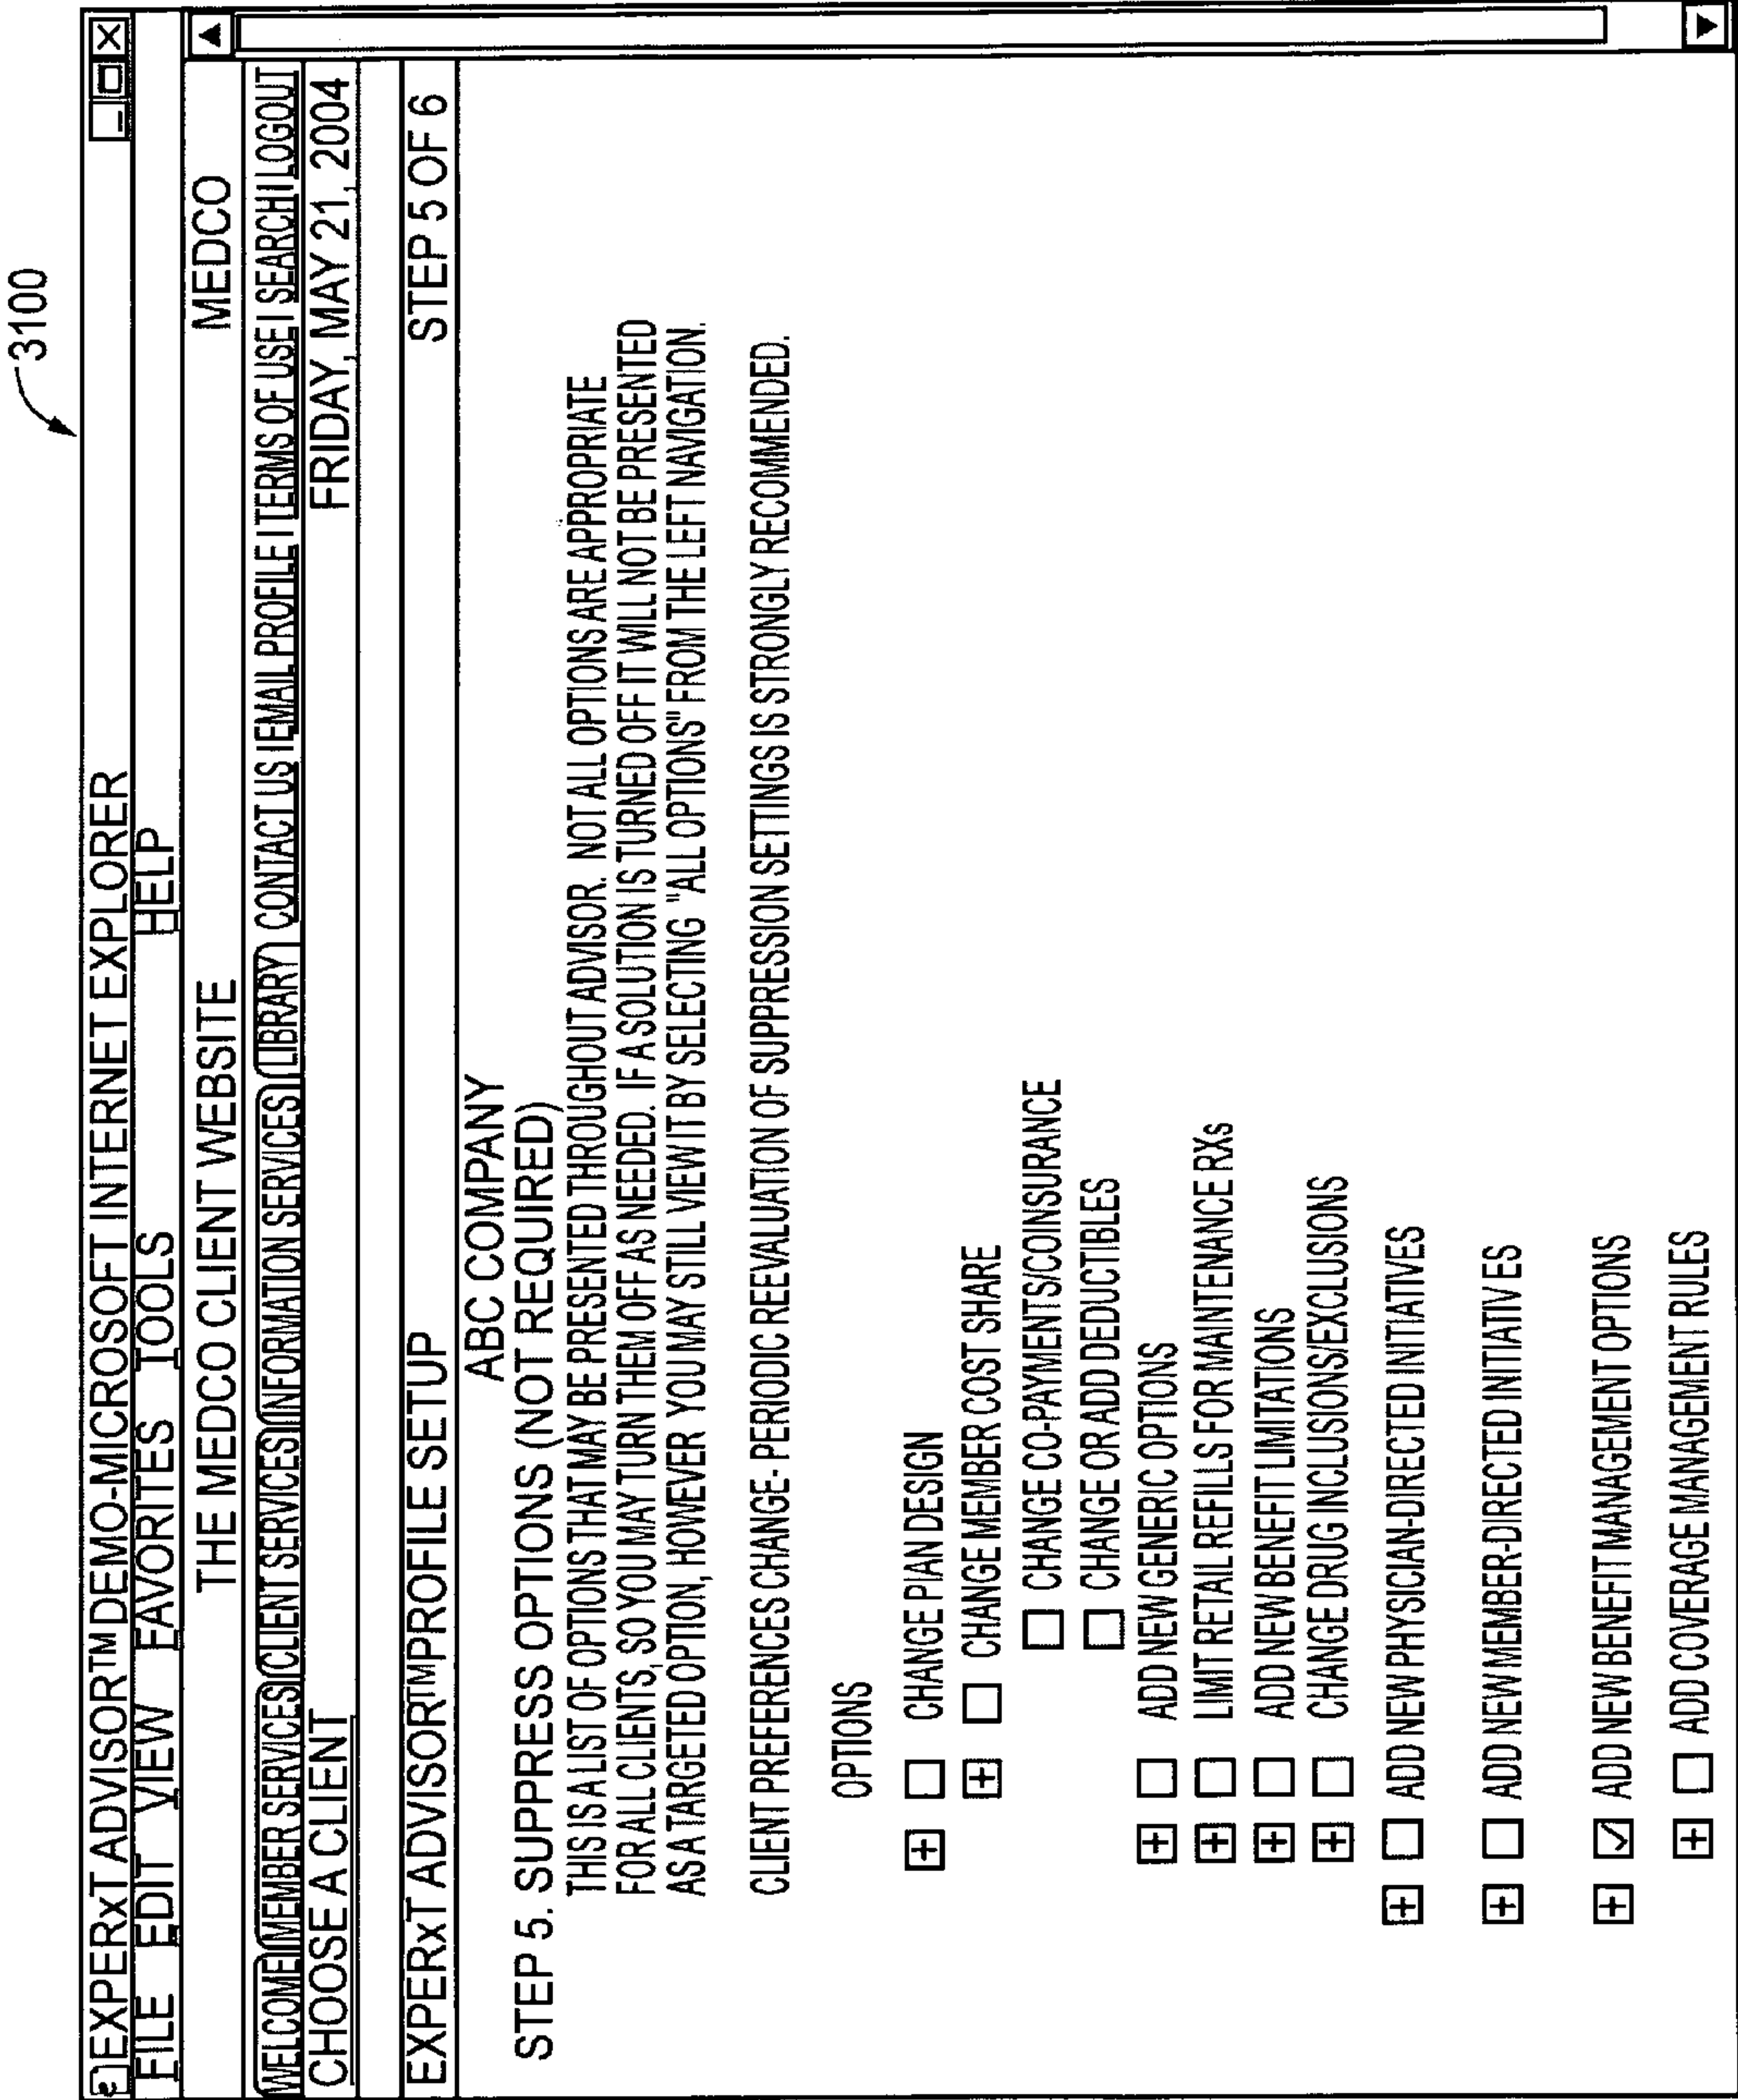 3100
EXPERxT ADVISOR™ DEMO-MICROSOFT INTERNET EXPLORER
FILE EDIT VIEW FAVORITES TOOLS HELP
THE MEDCO CLIENT WEBSITE MEDCO
WELCOME MEMBER SERVICES CLIENT SERVICES INFORMATION SERVICES LIBRARY CONTACT US | EMAIL PROFILE | TERMS OF USE | SEARCH | LOGOUT
CHOOSE A CLIENT FRIDAY, MAY 21, 2004
EXPERxT ADVISOR™ PROFILE SETUP STEP 5 OF 6
ABC COMPANY
STEP 5. SUPPRESS OPTIONS (NOT REQUIRED)
THIS IS A LIST OF OPTIONS THAT MAY BE PRESENTED THROUGHOUT ADVISOR. NOT ALL OPTIONS ARE APPROPRIATE
FOR ALL CLIENTS, SO YOU MAY TURN THEM OFF AS NEEDED. IF A SOLUTION IS TURNED OFF IT WILL NOT BE PRESENTED
AS A TARGETED OPTION, HOWEVER YOU MAY STILL VIEW IT BY SELECTING "ALL OPTIONS" FROM THE LEFT NAVIGATION.
CLIENT PREFERENCES CHANGE- PERIODIC REEVALUATION OF SUPPRESSION SETTINGS IS STRONGLY RECOMMENDED.
OPTIONS
CHANGE PIAN DESIGN
CHANGE MEMBER COST SHARE
CHANGE CO-PAYMENTS/COINSURANCE
CHANGE OR ADD DEDUCTIBLES
ADD NEW GENERIC OPTIONS
LIMIT RETAIL REFILLS FOR MAINTENANCE RXs
ADD NEW BENEFIT LIMITATIONS
CHANGE DRUG INCLUSIONS/EXCLUSIONS
ADD NEW PHYSICIAN-DIRECTED INITIATIVES
ADD NEW MEMBER-DIRECTED INITIATIV ES
ADD NEW BENEFIT MANAGEMENT OPTIONS
ADD COVERAGE MANAGEMENT RULES